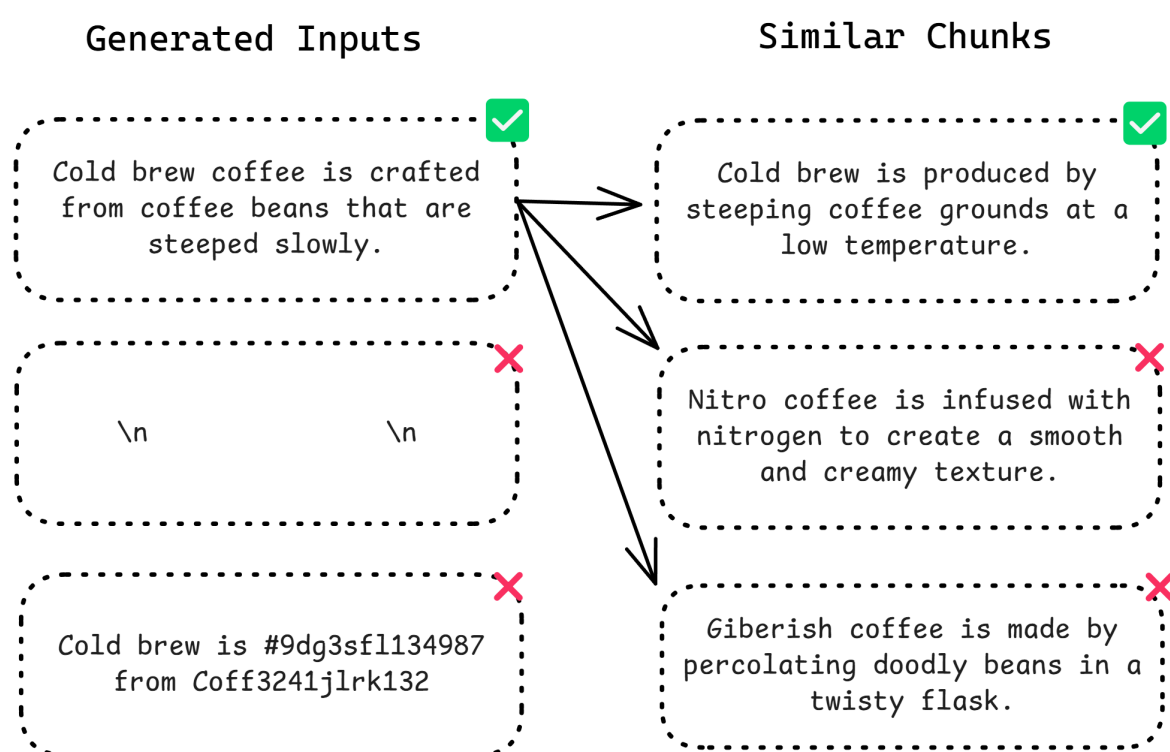 Generated Inputs
Similar Chunks
Cold brew coffee is crafted
from coffee beans that are
steeped slowly.
Cold brew is produced by
steeping coffee grounds at a
low temperature.
\n \n
Nitro coffee is infused with
nitrogen to create a smooth
and creamy texture.
Cold brew is #9dg3sfl134987
from Coff3241jlrk132
Giberish coffee is made by
percolating doodly beans in a
twisty flask.